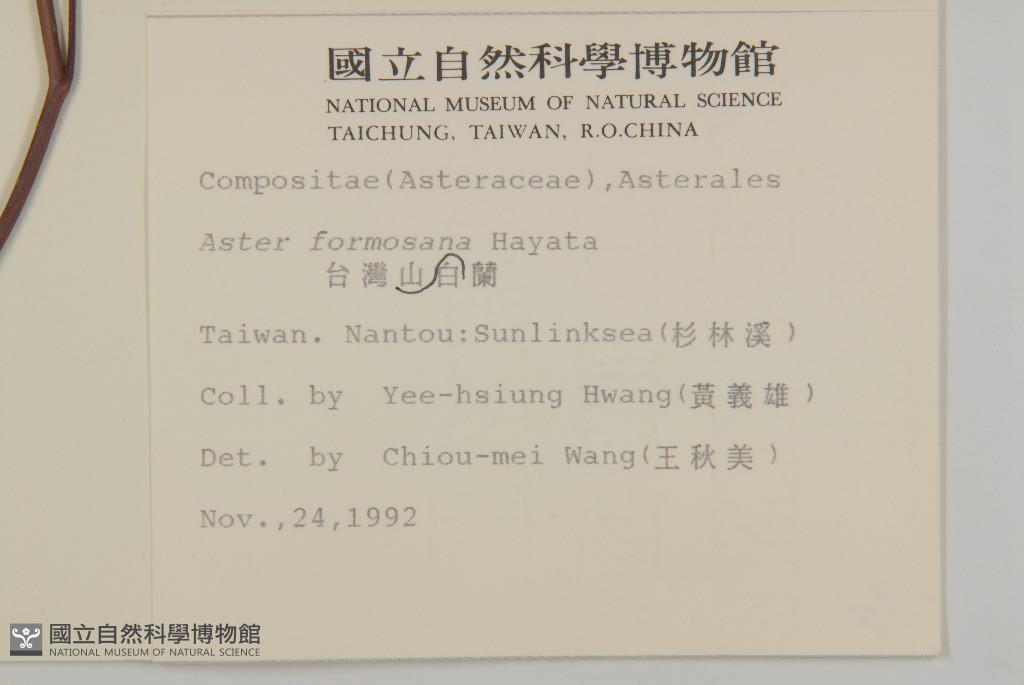 國立自然科學博物館
NATIONAL MUSEUM OF NATURAL SCIENCE
TAICHUNG, TAIWAN, R.O.CHINA
Compositae(Asteraceae),Asterales
Aster formosana Hayata
台灣山白蘭
Taiwan. Nantou:Sunlinksea(杉林溪)
Coll. by Yee-hsiung Hwang(黃義雄)
Det. by Chiou-mei Wang(王秋美)
Nov.,24,1992
國立自然科學博物館
NATIONAL MUSEUM OF NATURAL SCIENCE